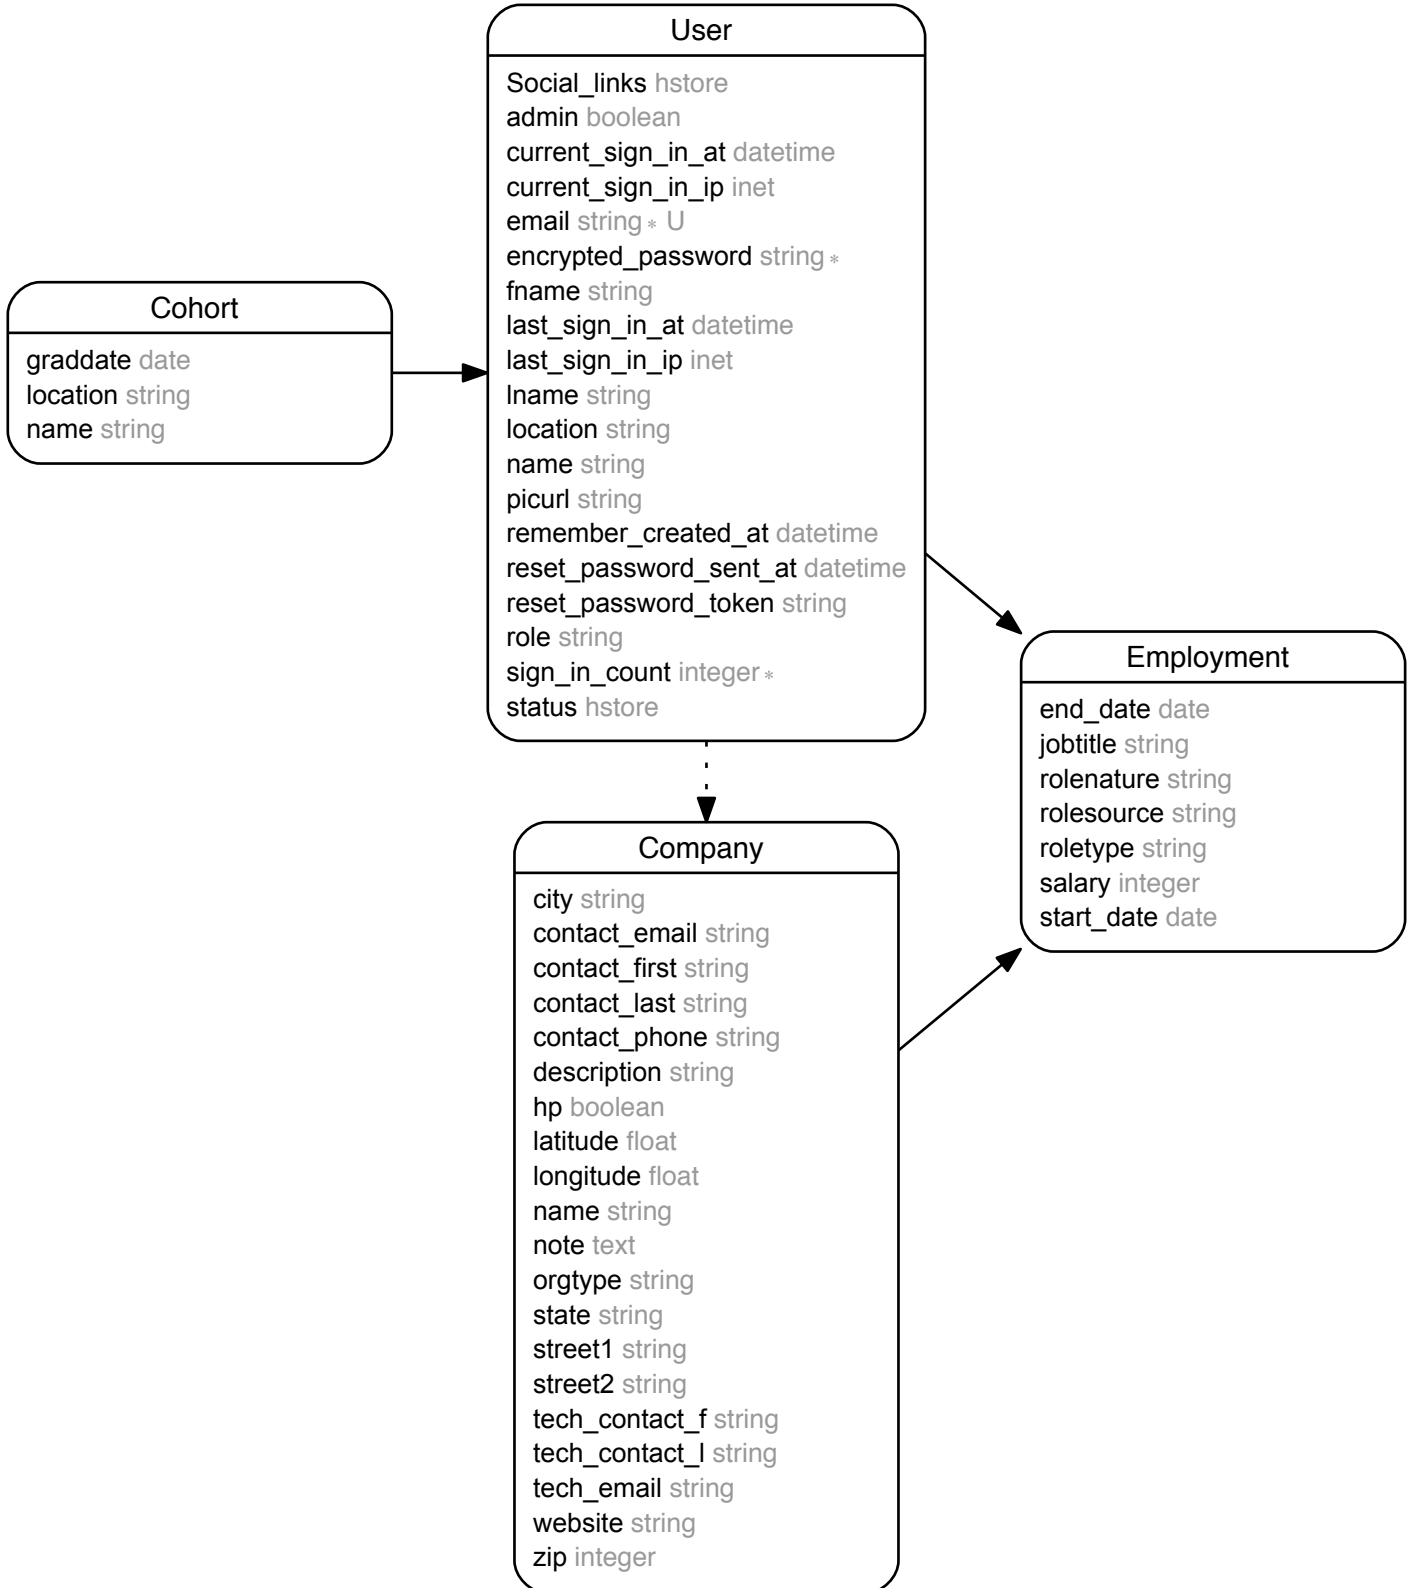 User
Social_links hstore
admin boolean
current_sign_in_at datetime
current_sign_in_ip inet
email string * U
encrypted_password string *
fname string
last_sign_in_at datetime
last_sign_in_ip inet
lname string
location string
name string
picurl string
remember_created_at datetime
reset_password_sent_at datetime
reset_password_token string
role string
sign_in_count integer *
status hstore
Cohort
graddate date
location string
name string
Employment
end_date date
jobtitle string
rolenature string
rolesource string
roletype string
salary integer
start_date date
Company
city string
contact_email string
contact_first string
contact_last string
contact_phone string
description string
hp boolean
latitude float
longitude float
name string
note text
orgtype string
state string
street1 string
street2 string
tech_contact_f string
tech_contact_l string
tech_email string
website string
zip integer